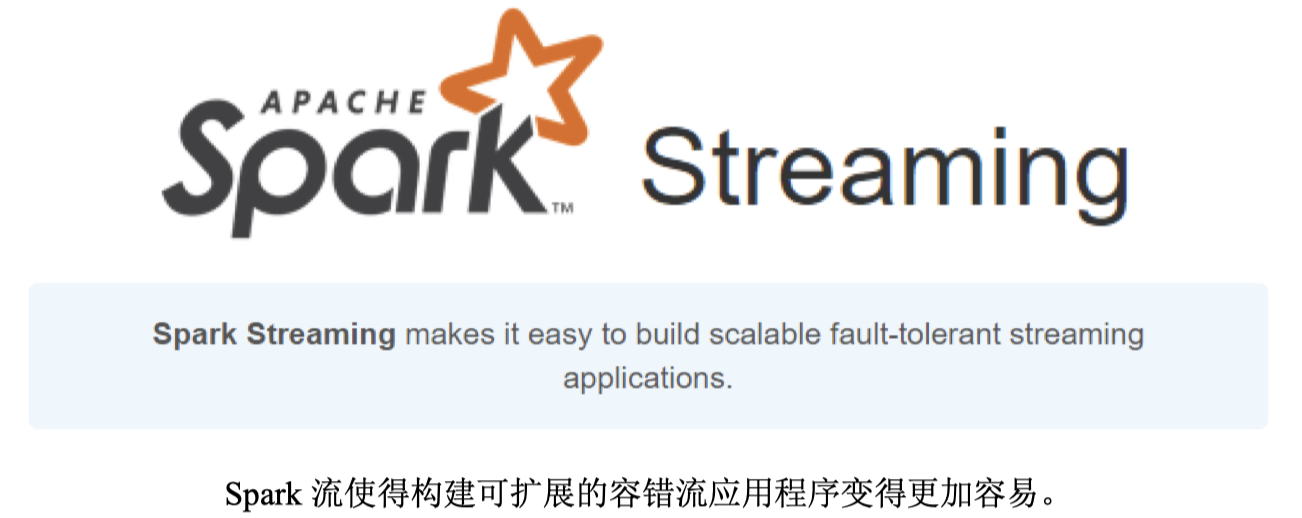 APACHE
Spark™ Streaming
Spark Streaming makes it easy to build scalable fault-tolerant streaming
applications.
Spark 流使得构建可扩展的容错流应用程序变得更加容易。